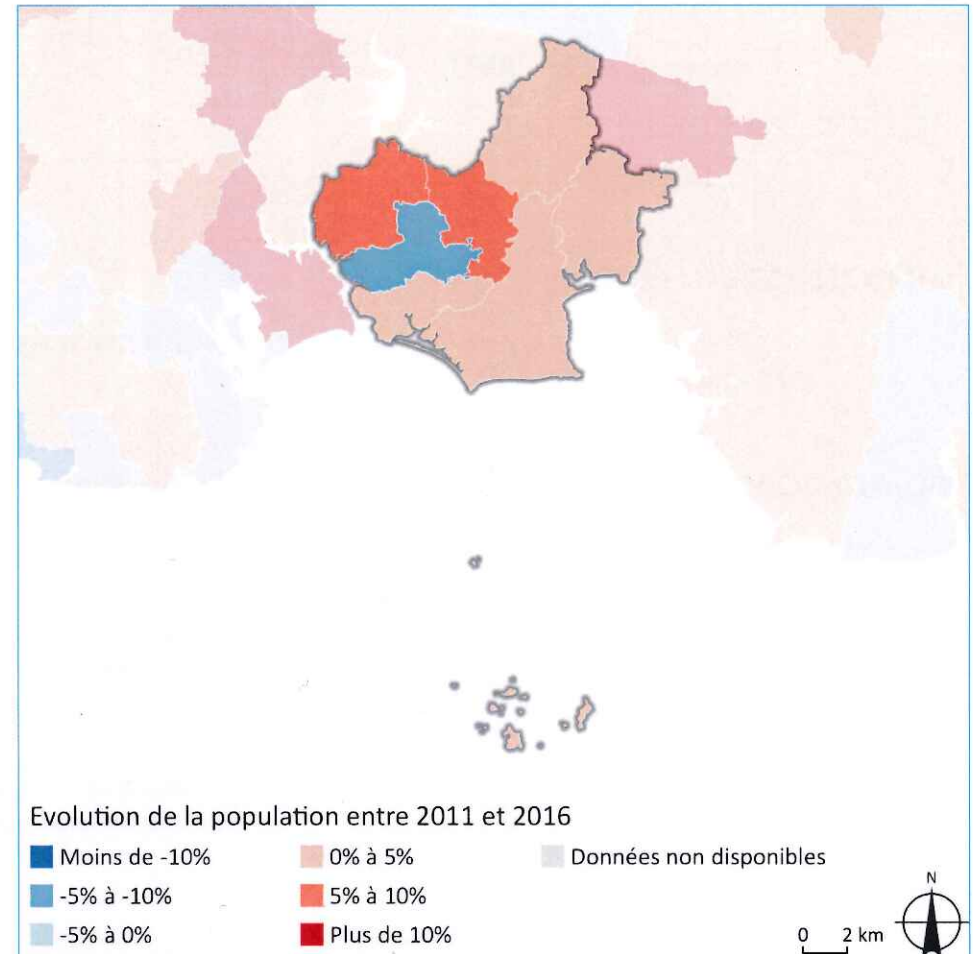 Evolution de la population entre 2011 et 2016
Moins de -10%
-5% à -10%
-5% à 0%
0% à 5%
5% à 10%
Plus de 10%
Données non disponibles
N
0 2 km